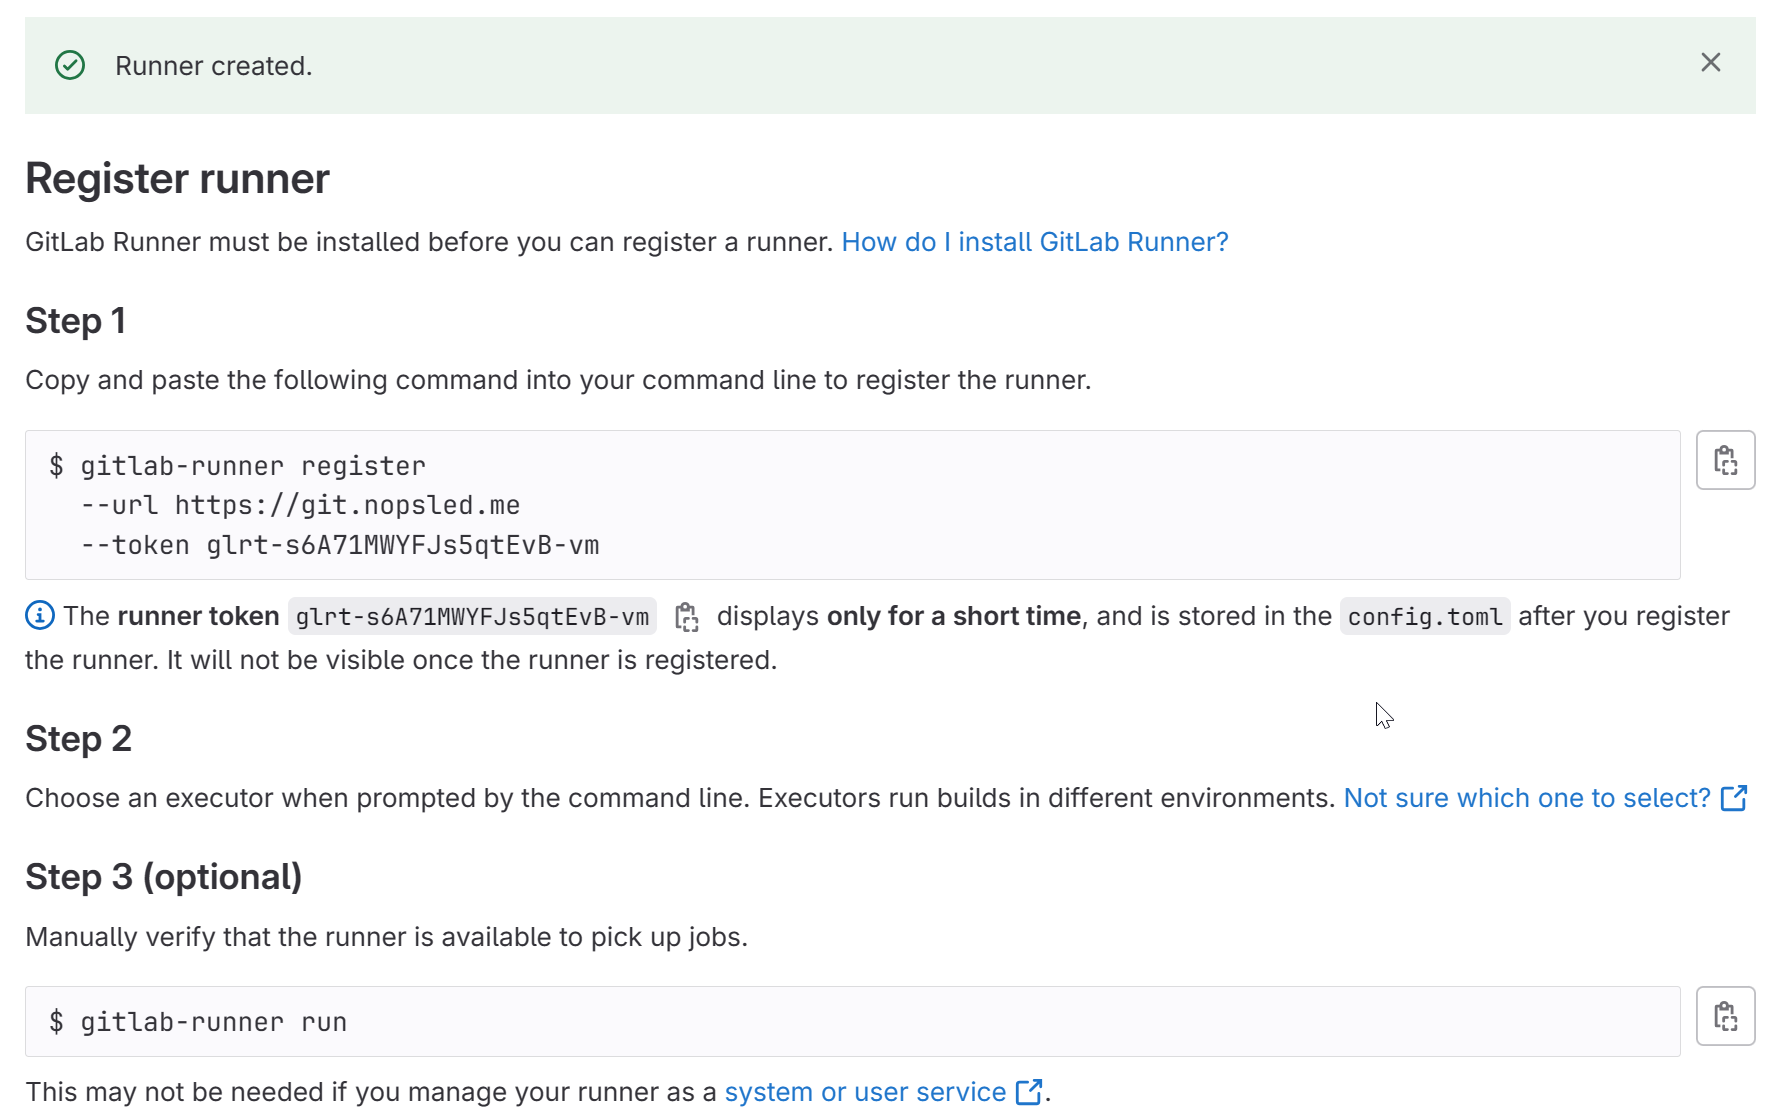 Runner created.
Register runner
GitLab Runner must be installed before you can register a runner. How do I install GitLab Runner?
Step 1
Copy and paste the following command into your command line to register the runner.
$ gitlab-runner register
--url https://git.nopsled.me
--token glrt-s6A71MWYFJs5qtEvB-vm
The runner token glrt-s6A71MWYFJs5qtEvB-vm displays only for a short time, and is stored in the config.toml after you register
the runner. It will not be visible once the runner is registered.
Step 2
Choose an executor when prompted by the command line. Executors run builds in different environments. Not sure which one to select?
Step 3 (optional)
Manually verify that the runner is available to pick up jobs.
$ gitlab-runner run
This may not be needed if you manage your runner as a system or user service.